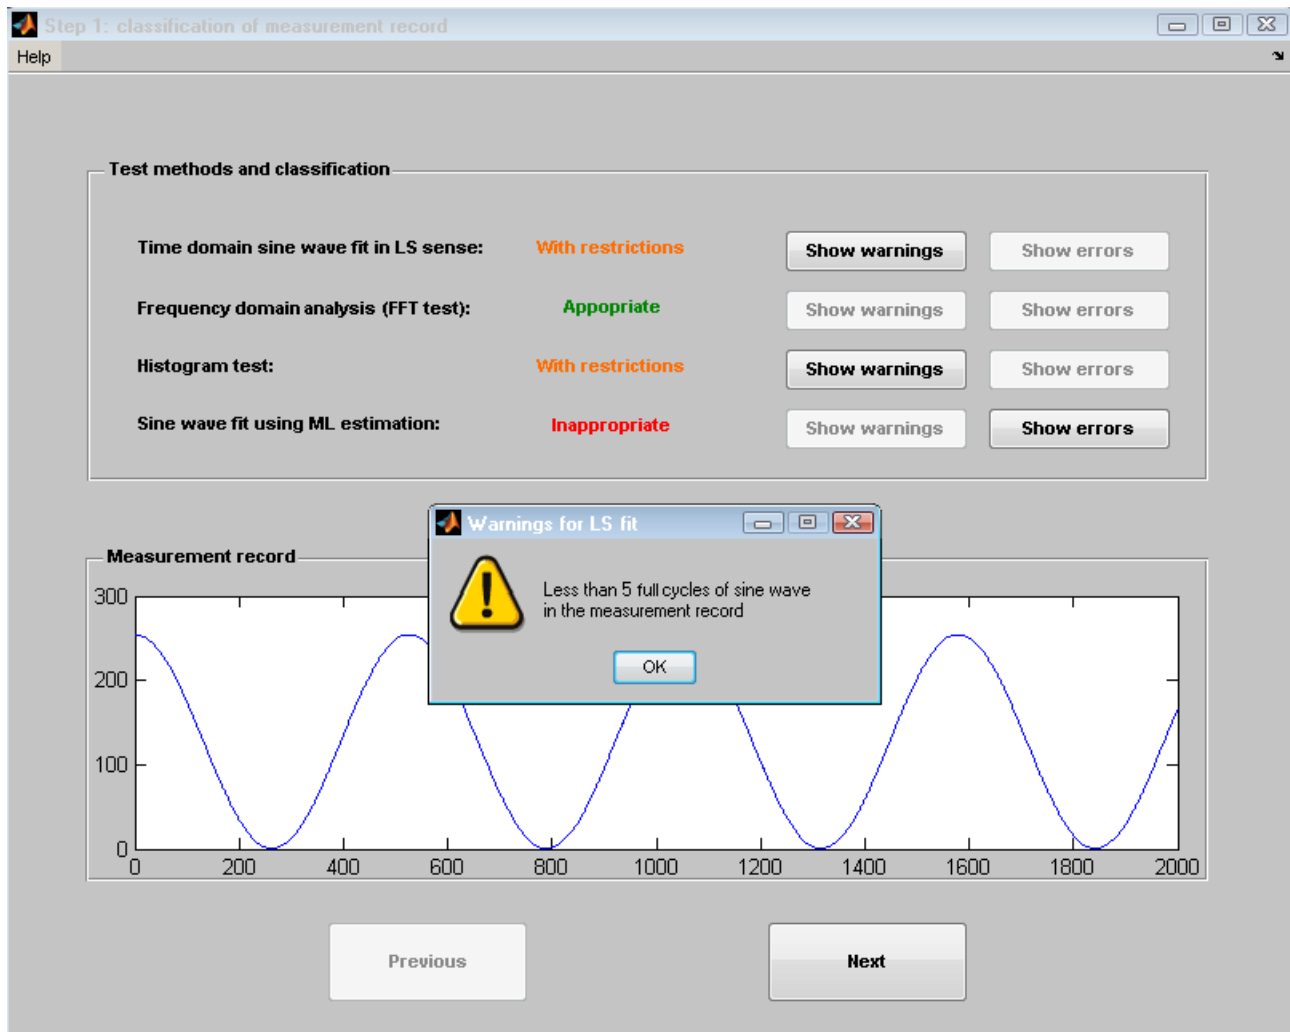 Step 1: classification of measurement record
Help
Test methods and classification
Time domain sine wave fit in LS sense: With restrictions Show warnings Show errors
Frequency domain analysis (FFT test): Appopriate Show warnings Show errors
Histogram test: With restrictions Show warnings Show errors
Sine wave fit using ML estimation: Inappropriate Show warnings Show errors
Warnings for LS fit
Less than 5 full cycles of sine wave
in the measurement record
OK
Measurement record
300
200
100
0
0 200 400 600 800 1000 1200 1400 1600 1800 2000
Previous Next